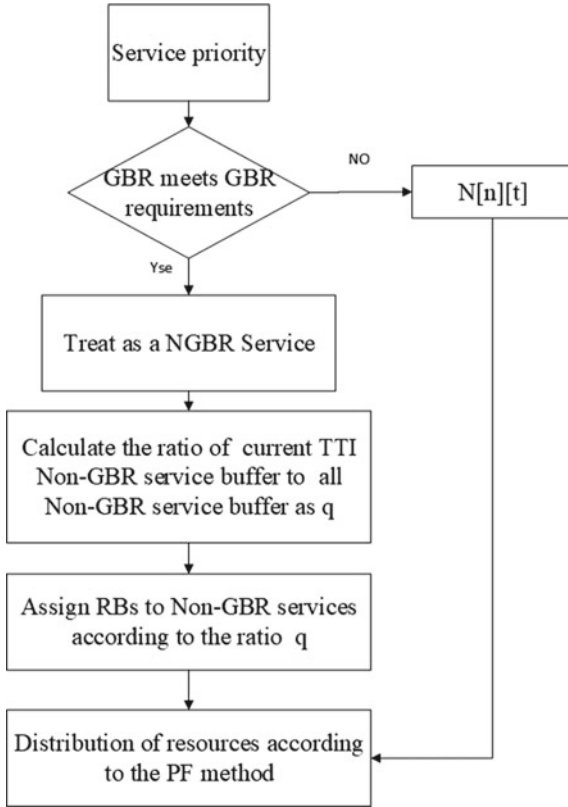 Service priority
GBR meets GBR
requirements
NO
N[n][t]
Yse
Treat as a NGBR Service
Calculate the ratio of current TTI
Non-GBR service buffer to all
Non-GBR service buffer as q
Assign RBs to Non-GBR services
according to the ratio q
Distribution of resources according
to the PF method